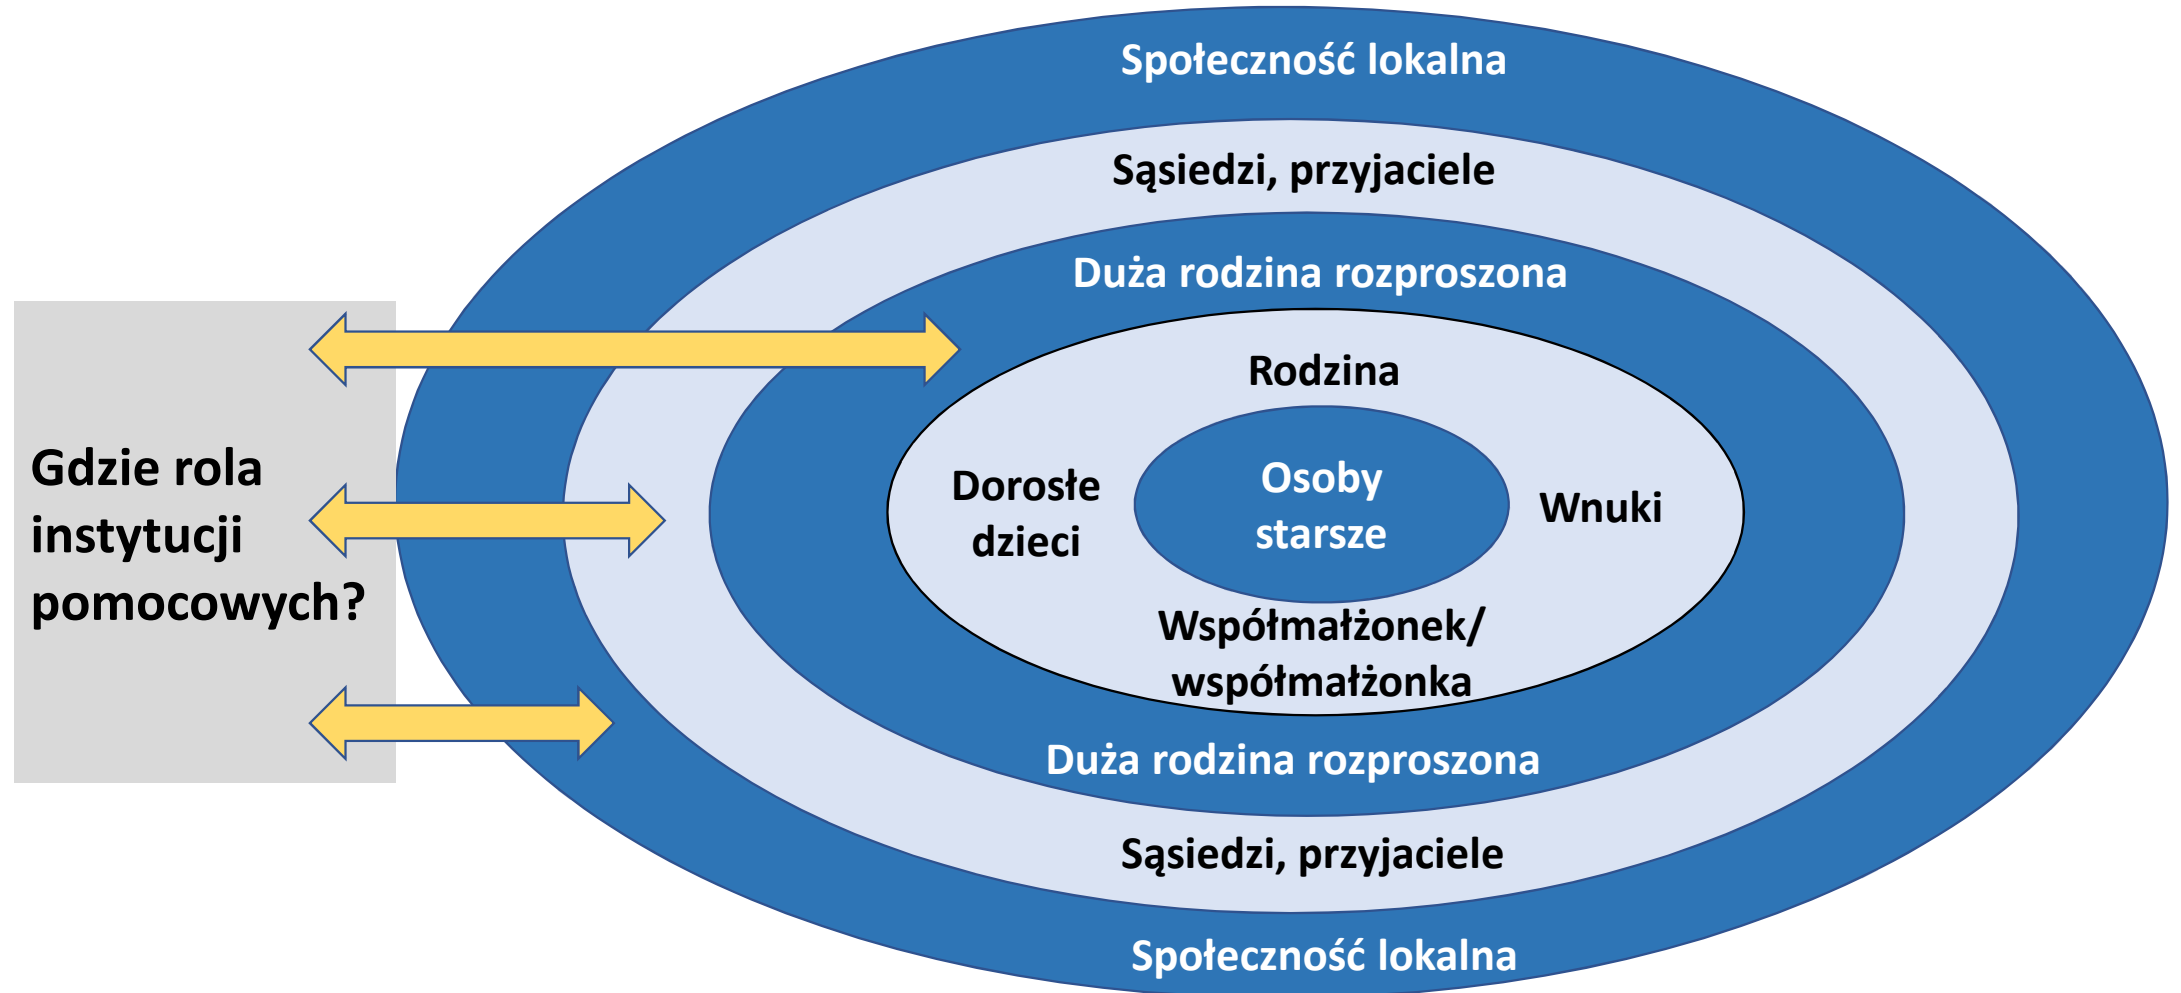 Społeczność lokalna
Sąsiedzi, przyjaciele
Duża rodzina rozproszona
Rodzina
Gdzie rola
instytucji
pomocowych?
Dorosłe
dzieci
Osoby
starsze
Wnuki
Współmałżonek/
współmałżonka
Duża rodzina rozproszona
Sąsiedzi, przyjaciele
Społeczność lokalna